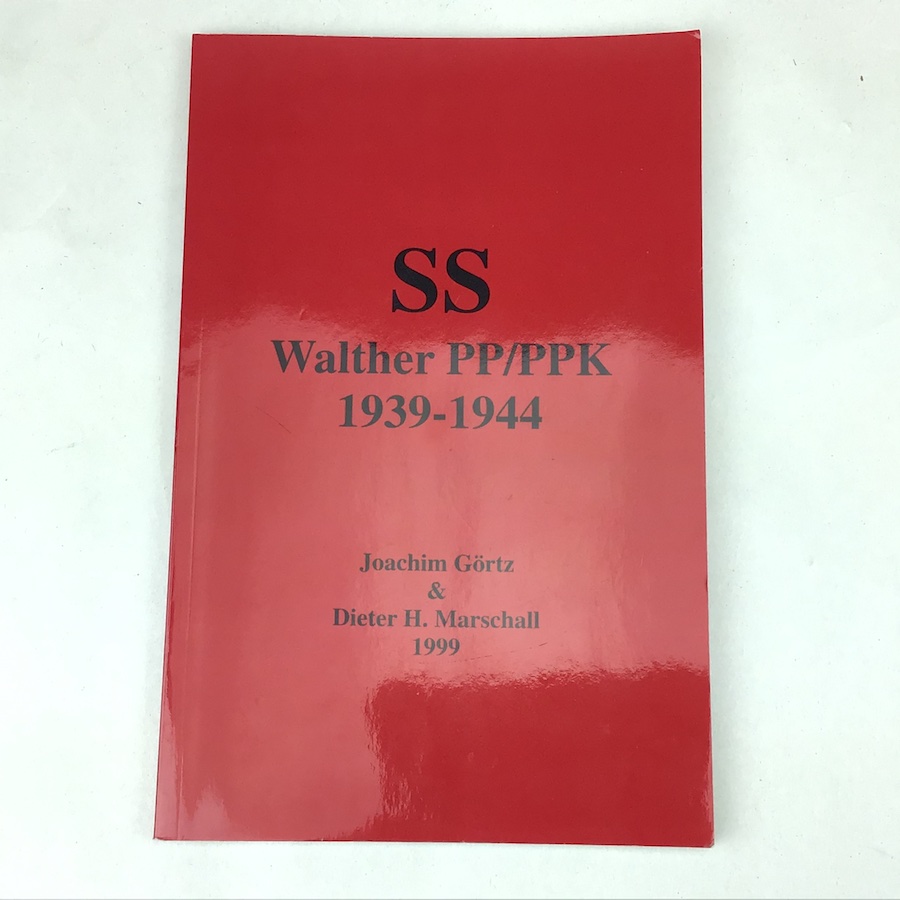 SS
Walther PP/PPK
1939-1944
Joachim Görtz
&
Dieter H. Marschall
1999